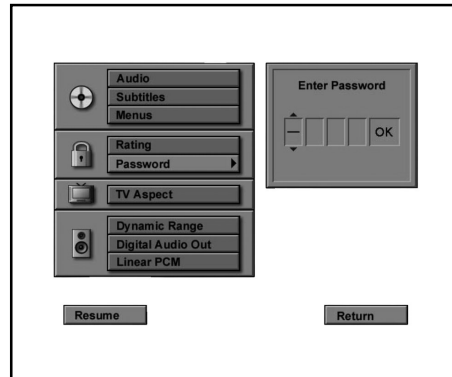 Audio
Subtitles
Menus
Rating
Password
TV Aspect
Dynamic Range
Digital Audio Out
Linear PCM
Enter Password
OK
Resume
Return